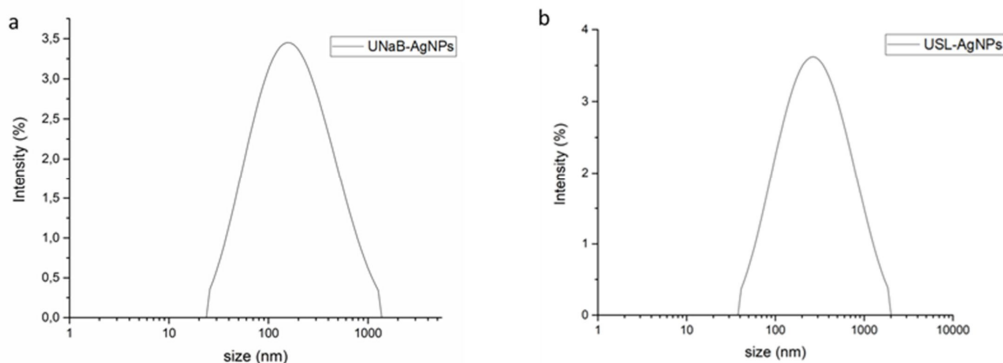 a
UNaB-AgNPs
3,5
3,0
2,5
2,0
1,5
1,0
0,5
0,0
Intensity (%)
1
10
100
1000
size (nm)
b
USL-AgNPs
4
3
2
1
0
Intensity (%)
1
10
100
1000
10000
size (nm)